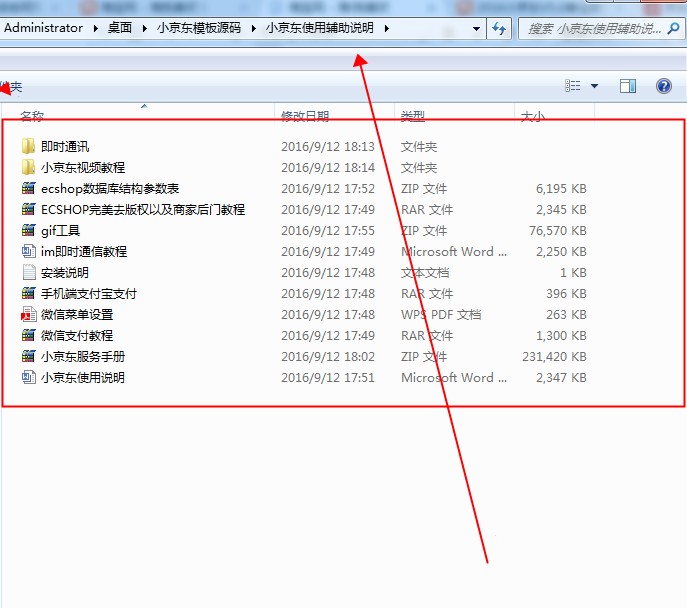 Administrator ▸ 桌面 ▸ 小京东模板源码 ▸ 小京东使用辅助说明 ▸ 搜索 小京东使用辅助说...
夹
名称 修改日期 类型 大小
即时通讯 2016/9/12 18:13 文件夹
小京东视频教程 2016/9/12 18:14 文件夹
ecshop数据库结构参数表 2016/9/12 17:52 ZIP 文件 6,195 KB
ECSHOP完美去版权以及商家后门教程 2016/9/12 17:49 RAR 文件 2,345 KB
gif工具 2016/9/12 17:55 ZIP 文件 76,570 KB
im即时通信教程 2016/9/12 17:49 Microsoft Word ... 2,250 KB
安装说明 2016/9/12 17:48 文本文档 1 KB
手机端支付宝支付 2016/9/12 17:48 RAR 文件 396 KB
微信菜单设置 2016/9/12 17:48 WPS PDF 文档 263 KB
微信支付教程 2016/9/12 17:49 RAR 文件 1,300 KB
小京东服务手册 2016/9/12 18:02 ZIP 文件 231,420 KB
小京东使用说明 2016/9/12 17:51 Microsoft Word ... 2,347 KB